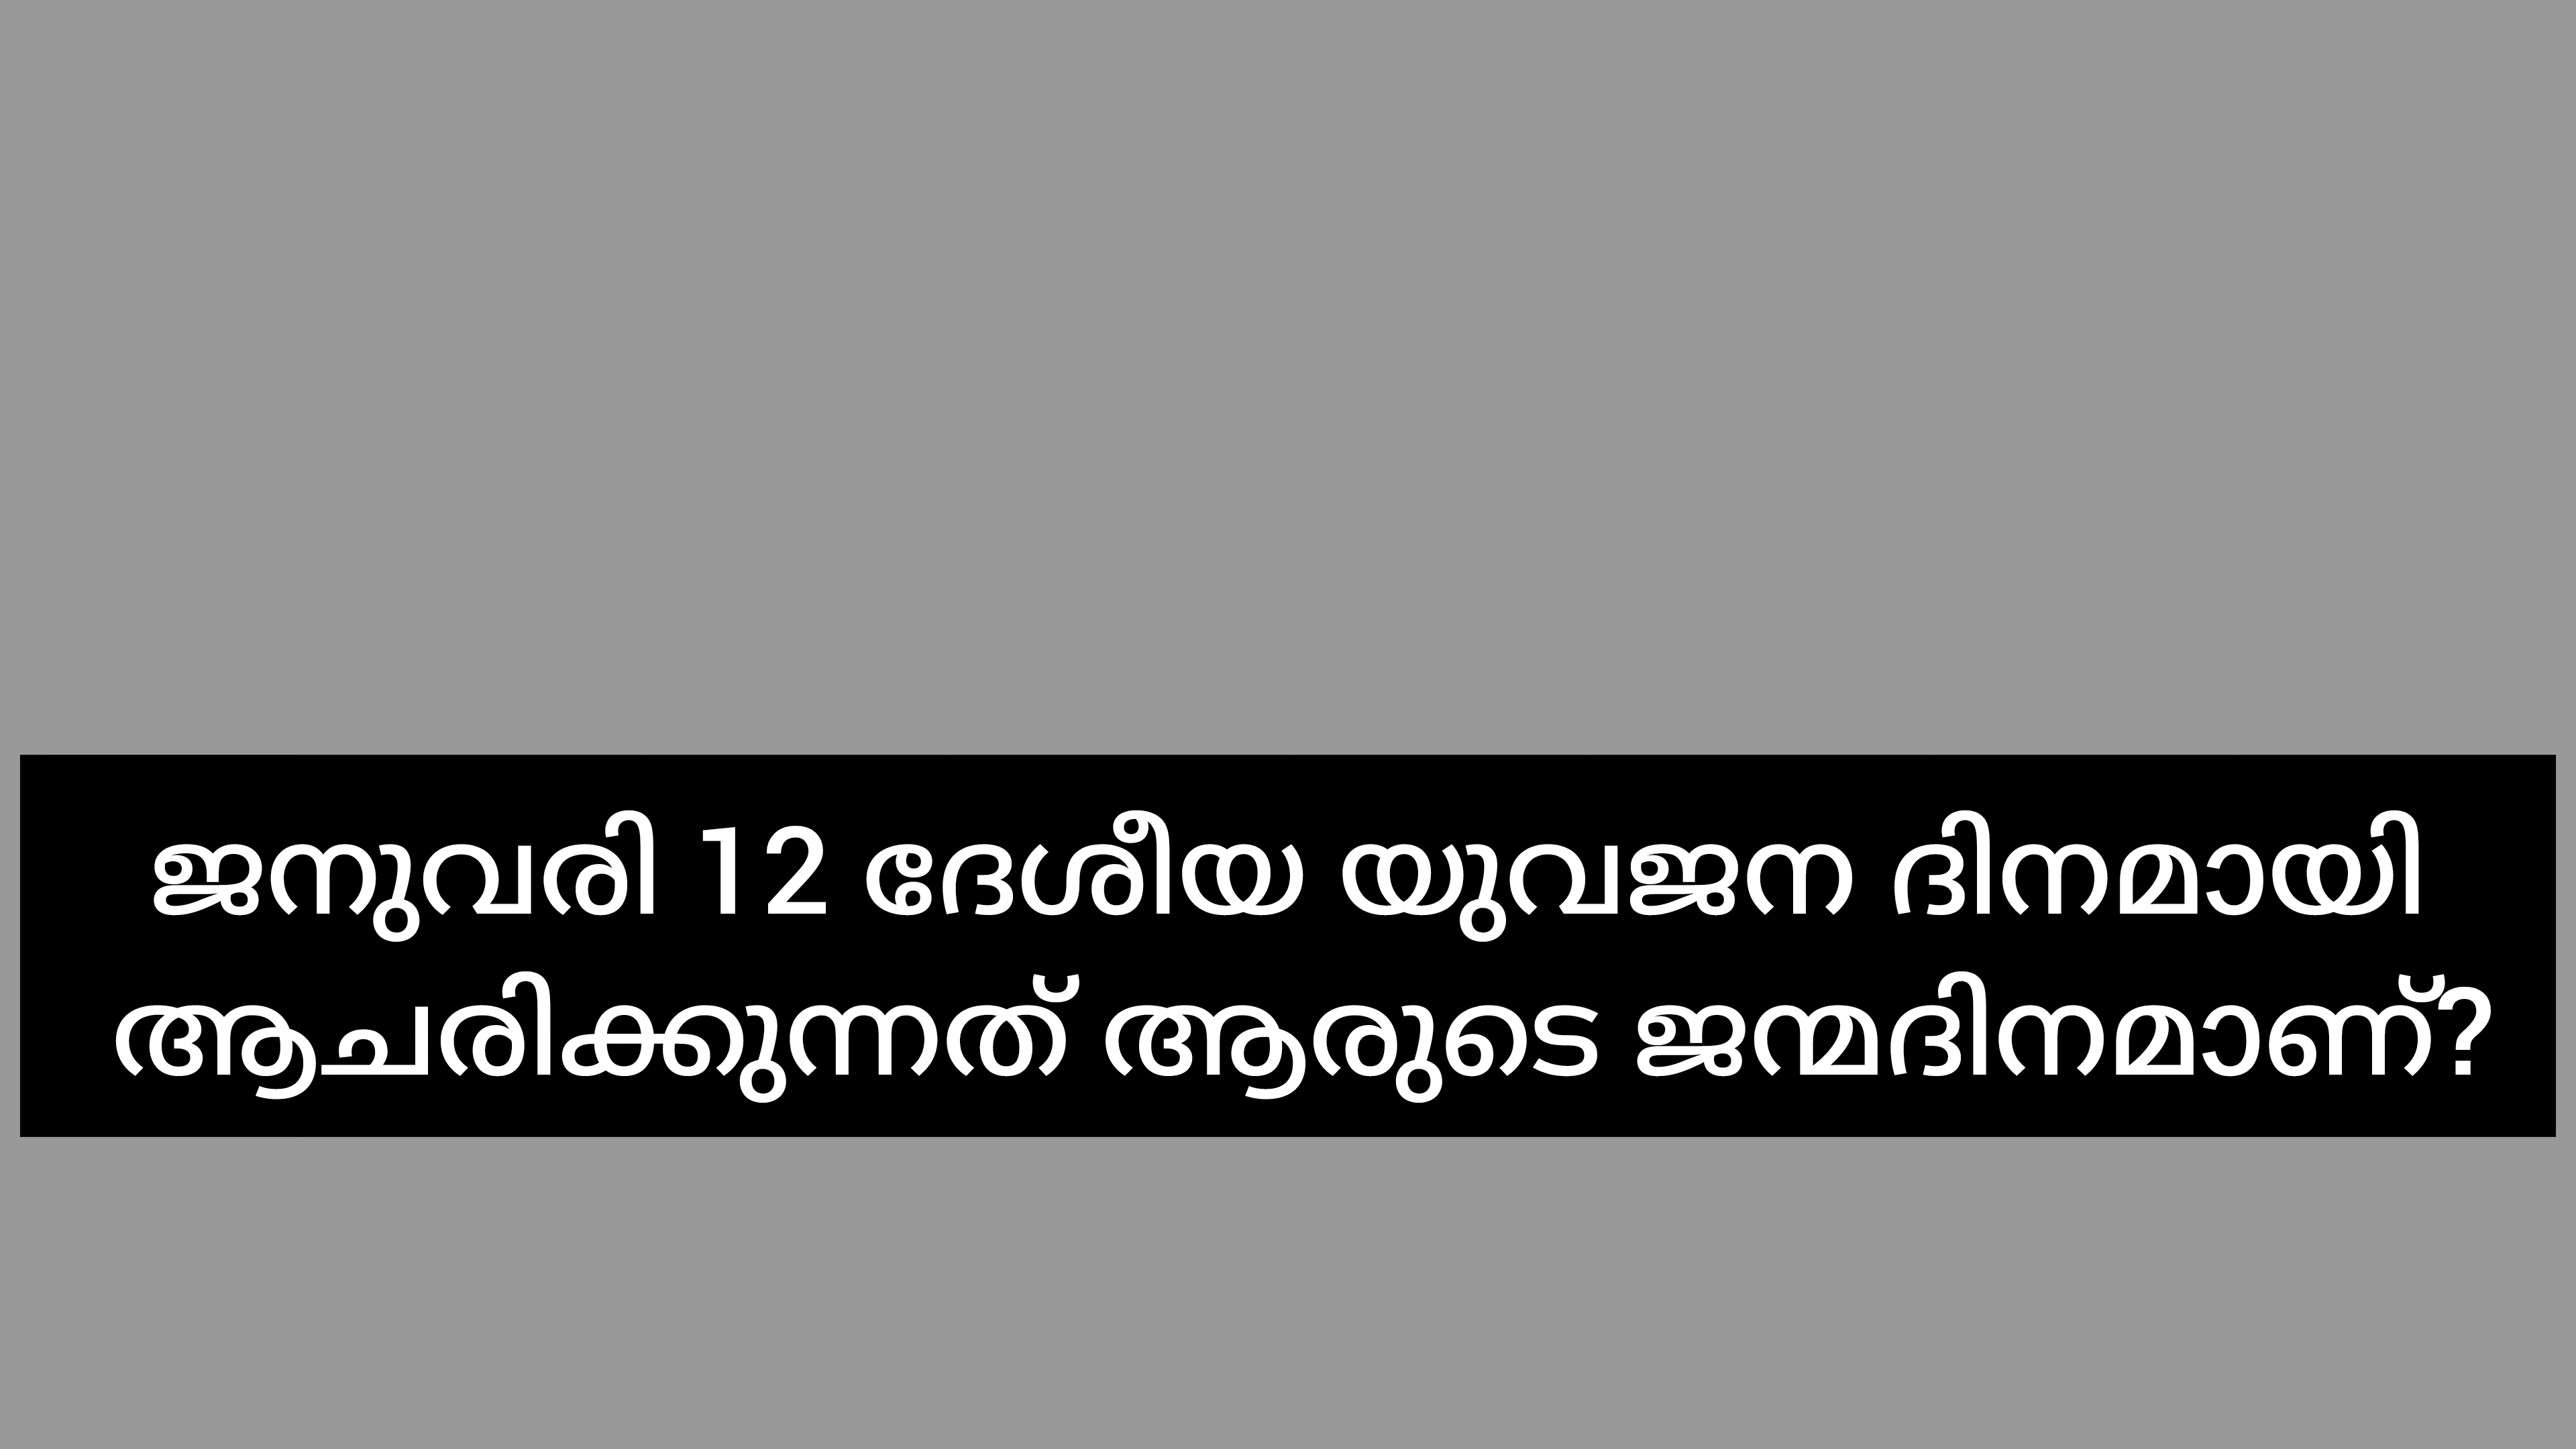 ജനുവരി 12 ദേശീയ യുവജന ദിനമായി
ആചരിക്കുന്നത് ആരുടെ ജന്മദിനമാണ്?